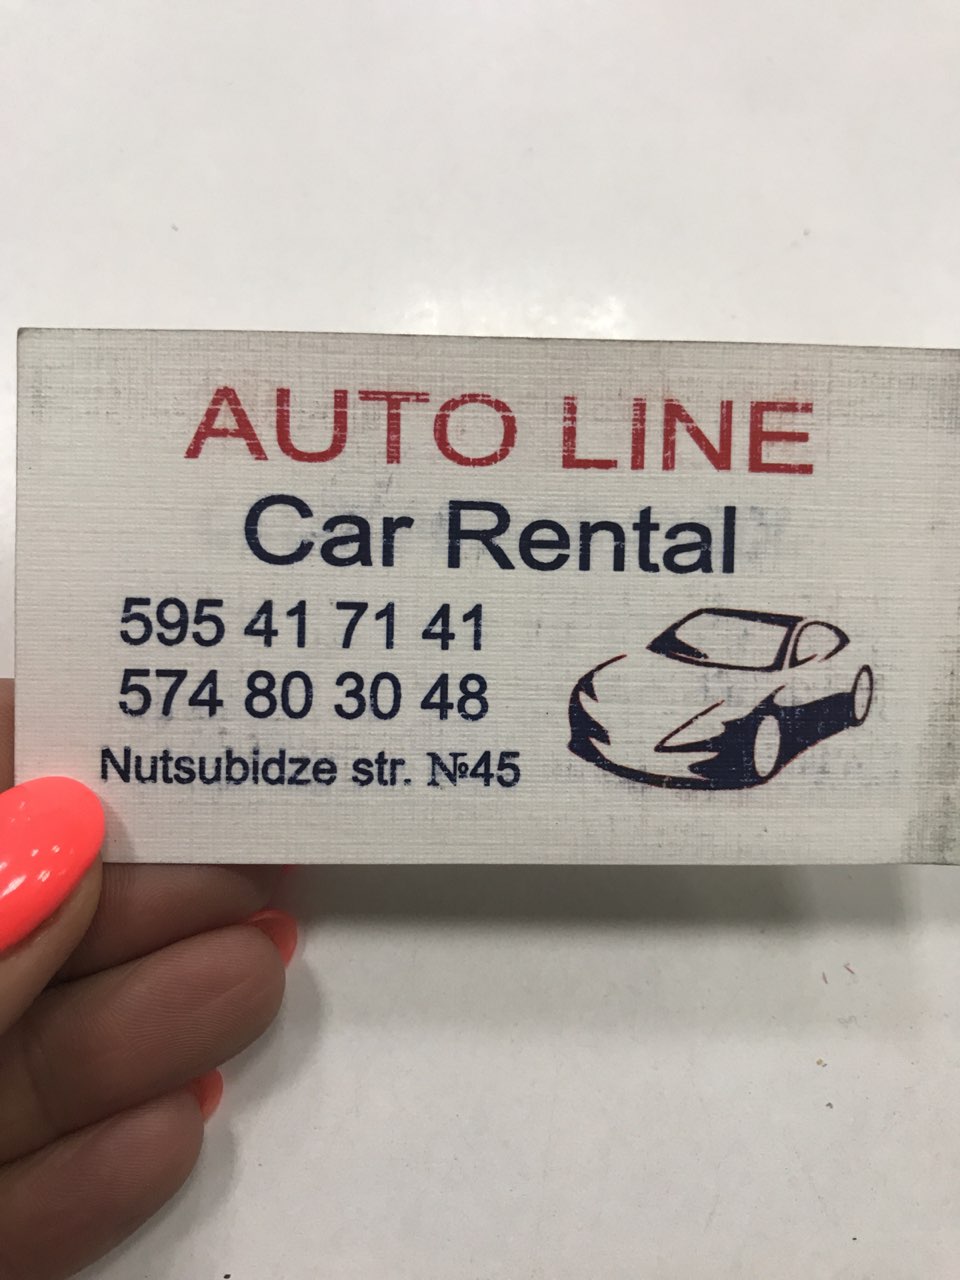 AUTO LINE
Car Rental
595 41 71 41
574 80 30 48
Nutsubidze str. №45